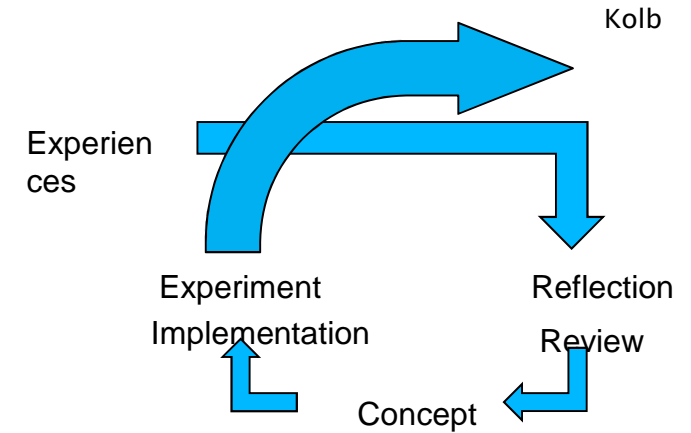 Kolb
Experien
ces
Experiment
Implementation
Reflection
Review
Concept